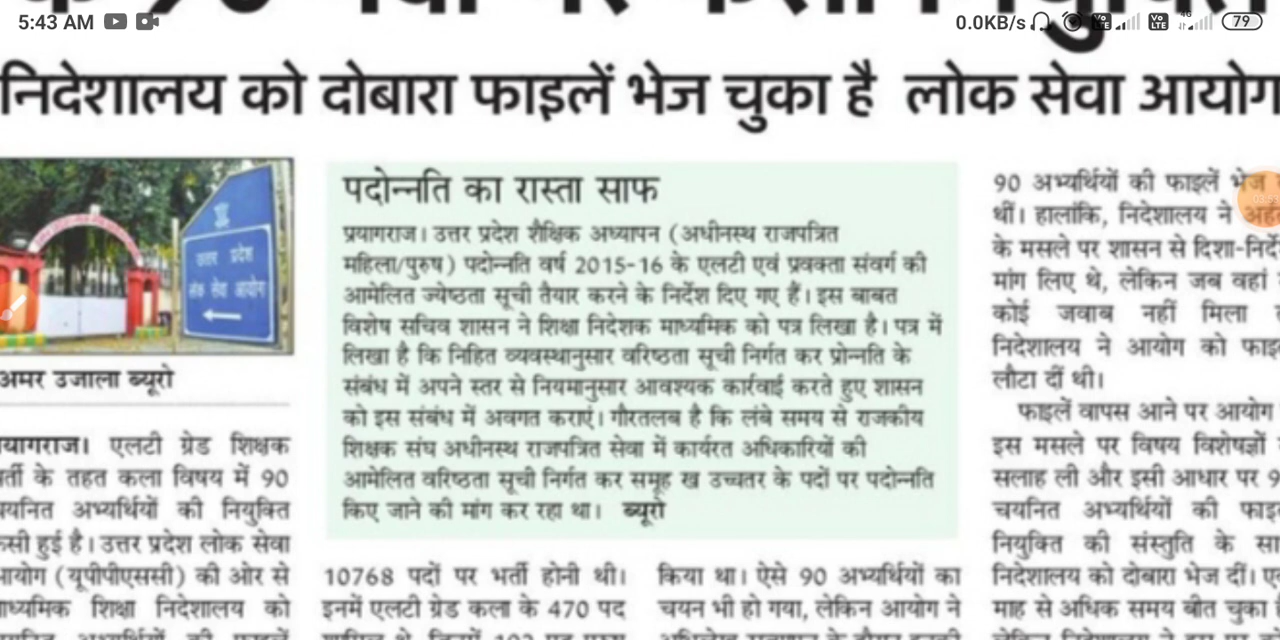 5:43 AM
0.0KB/s
79
निदेशालय को दोबारा फाइलें भेज चुका है लोक सेवा आयोग
उत्तर प्रदेश
लोक सेवा आयोग
अमर उजाला ब्यूरो
एलटी ग्रेड शिक्षक
के तहत कला विषय में 90
अभ्यर्थियों की नियुक्ति
हुई है। उत्तर प्रदेश लोक सेवा
(यूपीपीएससी) की ओर से
शिक्षा निदेशालय को
पदोन्नति का रास्ता साफ
प्रयागराज। उत्तर प्रदेश शैक्षिक अध्यापन (अधीनस्थ राजपत्रित
महिला/पुरुष) पदोन्नति वर्ष 2015-16 के एलटी एवं प्रवक्ता संवर्ग की
आमेलित ज्येष्ठता सूची तैयार करने के निर्देश दिए गए हैं। इस बाबत
विशेष सचिव शासन ने शिक्षा निदेशक माध्यमिक को पत्र लिखा है। पत्र में
लिखा है कि निहित व्यवस्थानुसार वरिष्ठता सूची निर्गत कर प्रोन्नति के
संबंध में अपने स्तर से नियमानुसार आवश्यक कार्रवाई करते हुए शासन
को इस संबंध में अवगत कराएं। गौरतलब है कि लंबे समय से राजकीय
शिक्षक संघ अधीनस्थ राजपत्रित सेवा में कार्यरत अधिकारियों की
आमेलित वरिष्ठता सूची निर्गत कर समूह ख उच्चतर के पदों पर पदोन्नति
किए जाने की मांग कर रहा था। ब्यूरो
10768 पदों पर भर्ती होनी थी।
इनमें एलटी ग्रेड कला के 470 पद
किया था। ऐसे 90 अभ्यर्थियों का
चयन भी हो गया, लेकिन आयोग ने
90 अभ्यर्थियों की फाइलें भेज
थीं। हालांकि, निदेशालय ने
के मसले पर शासन से
मांग लिए थे, लेकिन जब वहां
कोई जवाब नहीं मिला
निदेशालय ने आयोग को
लौटा दीं थी।
फाइलें वापस आने पर आयोग
इस मसले पर विषय विशेषज्ञों
सलाह ली और इसी आधार पर
चयनित अभ्यर्थियों की
नियुक्ति की संस्तुति के
निदेशालय को दोबारा भेज दीं।
माह से अधिक समय बीत चुका